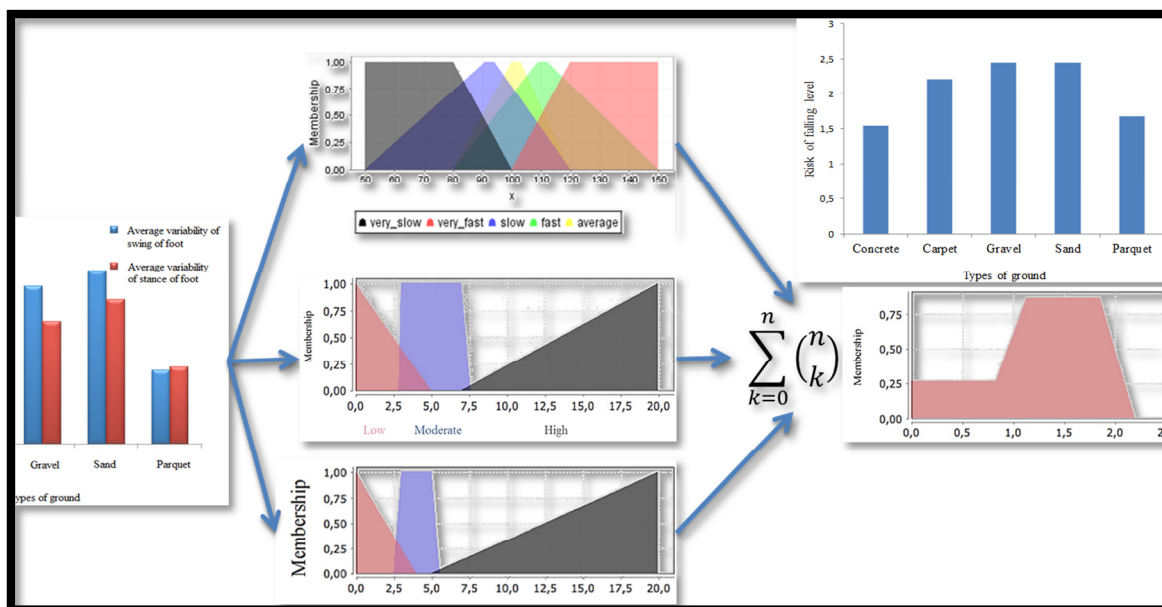 Average variability of
swing of foot
Average variability
of stance of foot
Gravel Sand Parquet
ypes of ground
Membership
1.00
0.75
0.50
0.25
0.00
50 60 70 80 90 100 110 120 130 140 150
x
very_slow very_fast slow fast average
Membership
1,00
0,75
0,50
0,25
0,00
0,0 2,5 5,0 7,5 10,0 12,5 15,0 17,5 20,0
Low Moderate High
Membership
1,00
0,75
0,50
0,25
0,00
0,0 2,5 5,0 7,5 10,0 12,5 15,0 17,5 20,0
n
∑
k=0
(n
k)
Risk of falling level
3
2,5
2
1,5
1
0,5
0
Concrete Carpet Gravel Sand Parquet
Types of ground
Membership
0,75
0,50
0,25
0,00
0,0 0,5 1,0 1,5 2,0